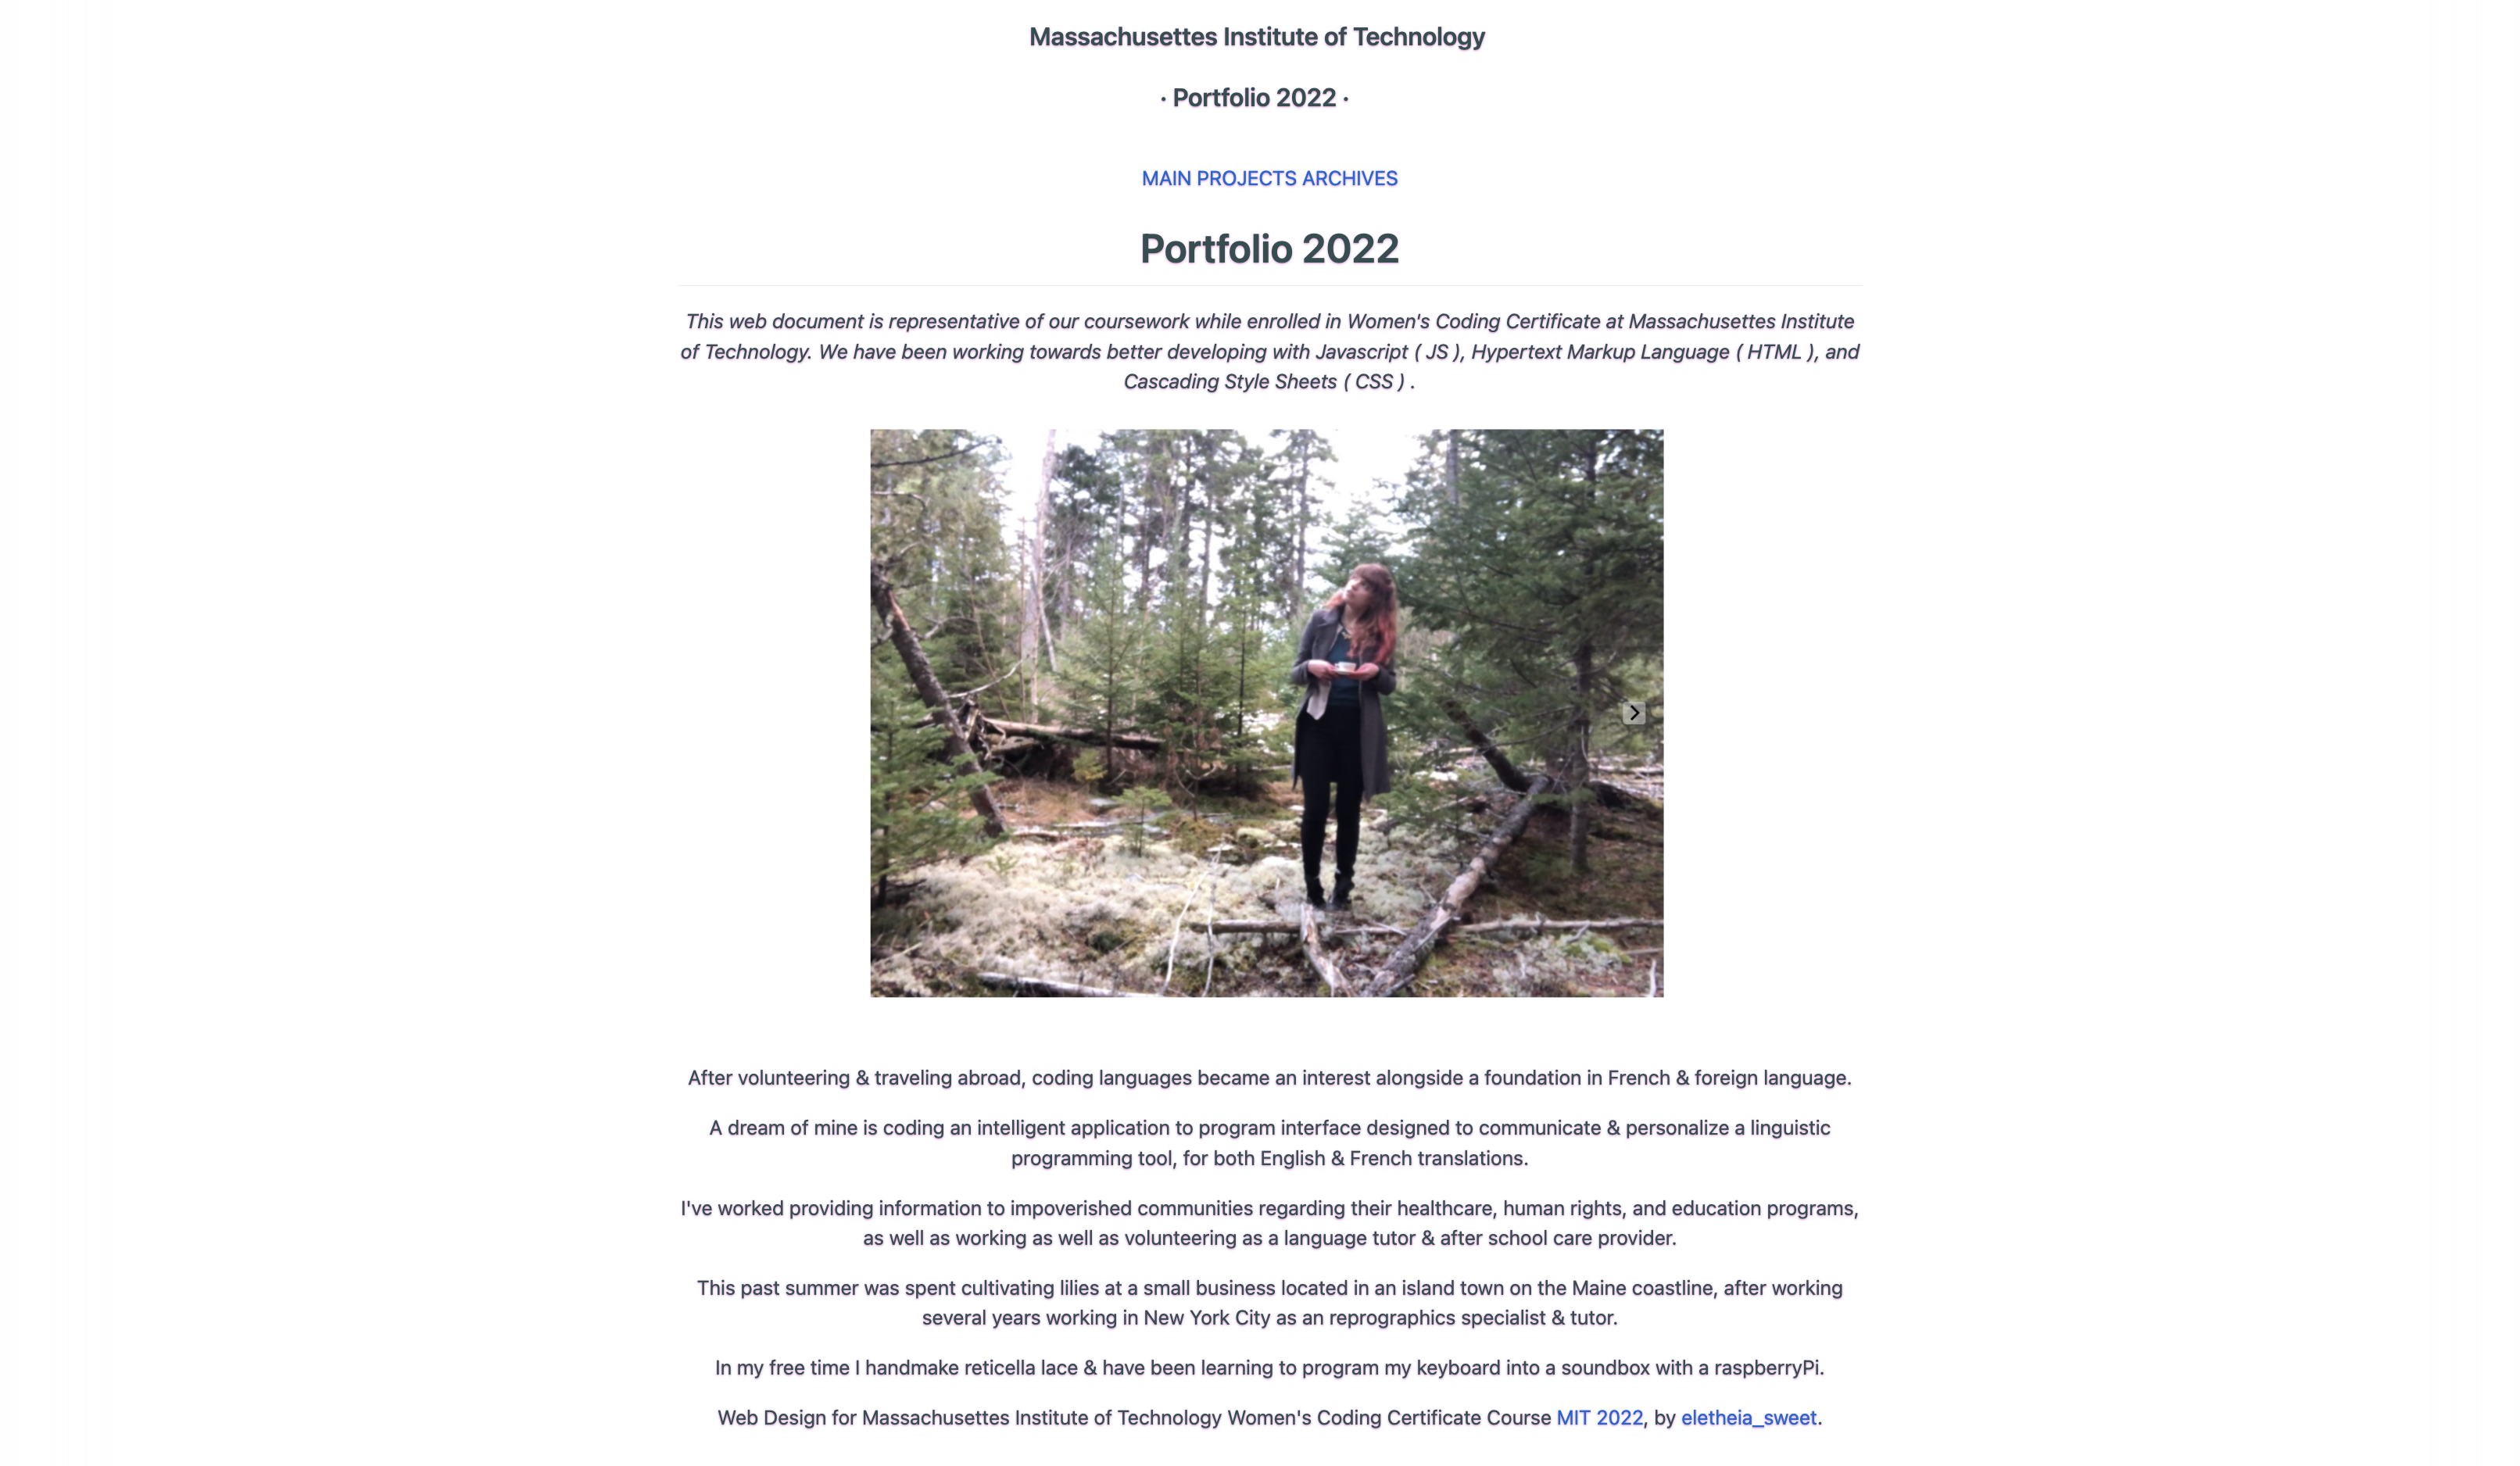 Massachusettes Institute of Technology
· Portfolio 2022 ·
MAIN PROJECTS ARCHIVES
Portfolio 2022
This web document is representative of our coursework while enrolled in Women's Coding Certificate at Massachusettes Institute
of Technology. We have been working towards better developing with Javascript ( JS ), Hypertext Markup Language ( HTML ), and
Cascading Style Sheets ( CSS ) .
After volunteering & traveling abroad, coding languages became an interest alongside a foundation in French & foreign language.
A dream of mine is coding an intelligent application to program interface designed to communicate & personalize a linguistic
programming tool, for both English & French translations.
I've worked providing information to impoverished communities regarding their healthcare, human rights, and education programs,
as well as working as well as volunteering as a language tutor & after school care provider.
This past summer was spent cultivating lilies at a small business located in an island town on the Maine coastline, after working
several years working in New York City as an reprographics specialist & tutor.
In my free time I handmake reticella lace & have been learning to program my keyboard into a soundbox with a raspberryPi.
Web Design for Massachusettes Institute of Technology Women's Coding Certificate Course MIT 2022, by eletheia_sweet.